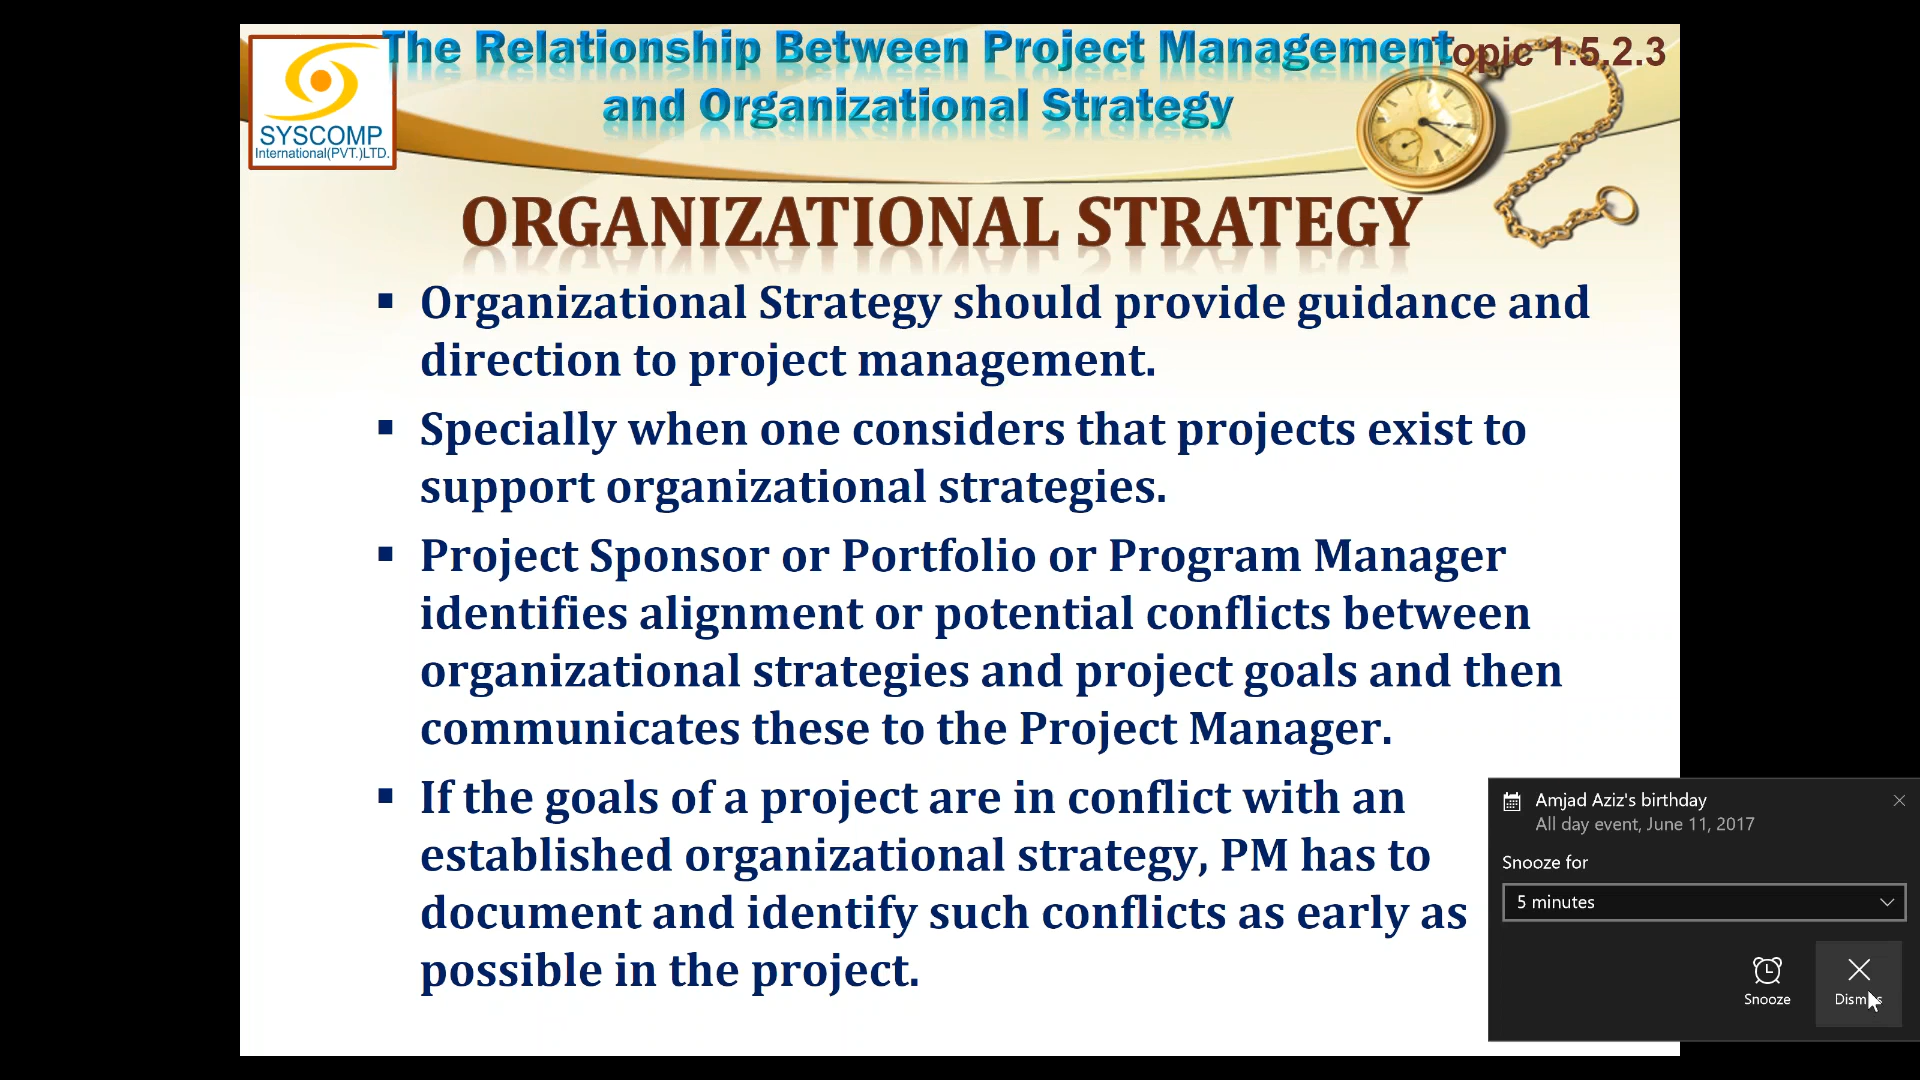 The Relationship Between Project Management
and Organizational Strategy
Topic 1.5.2.3
SYSCOMP
International(PVT.)LTD.
ORGANIZATIONAL STRATEGY
▪ Organizational Strategy should provide guidance and
direction to project management.
▪ Specially when one considers that projects exist to
support organizational strategies.
▪ Project Sponsor or Portfolio or Program Manager
identifies alignment or potential conflicts between
organizational strategies and project goals and then
communicates these to the Project Manager.
▪ If the goals of a project are in conflict with an
established organizational strategy, PM has to
document and identify such conflicts as early as
possible in the project.
Amjad Aziz's birthday
All day event, June 11, 2017
Snooze for
5 minutes
Snooze
Dismiss